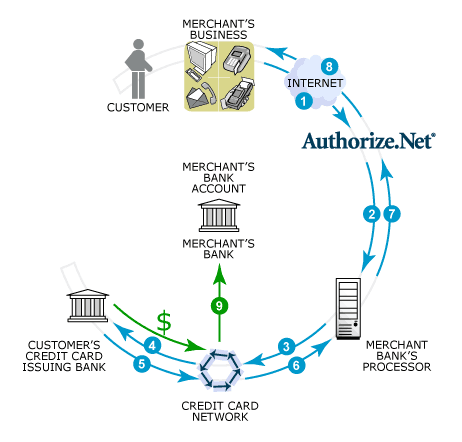 MERCHANT'S
BUSINESS
CUSTOMER
INTERNET
8
1
Authorize.Net®
MERCHANT'S
BANK
ACCOUNT
MERCHANT'S
BANK
2
7
9
$
CUSTOMER'S
CREDIT CARD
ISSUING BANK
4
5
3
6
MERCHANT
BANK'S
PROCESSOR
CREDIT CARD
NETWORK